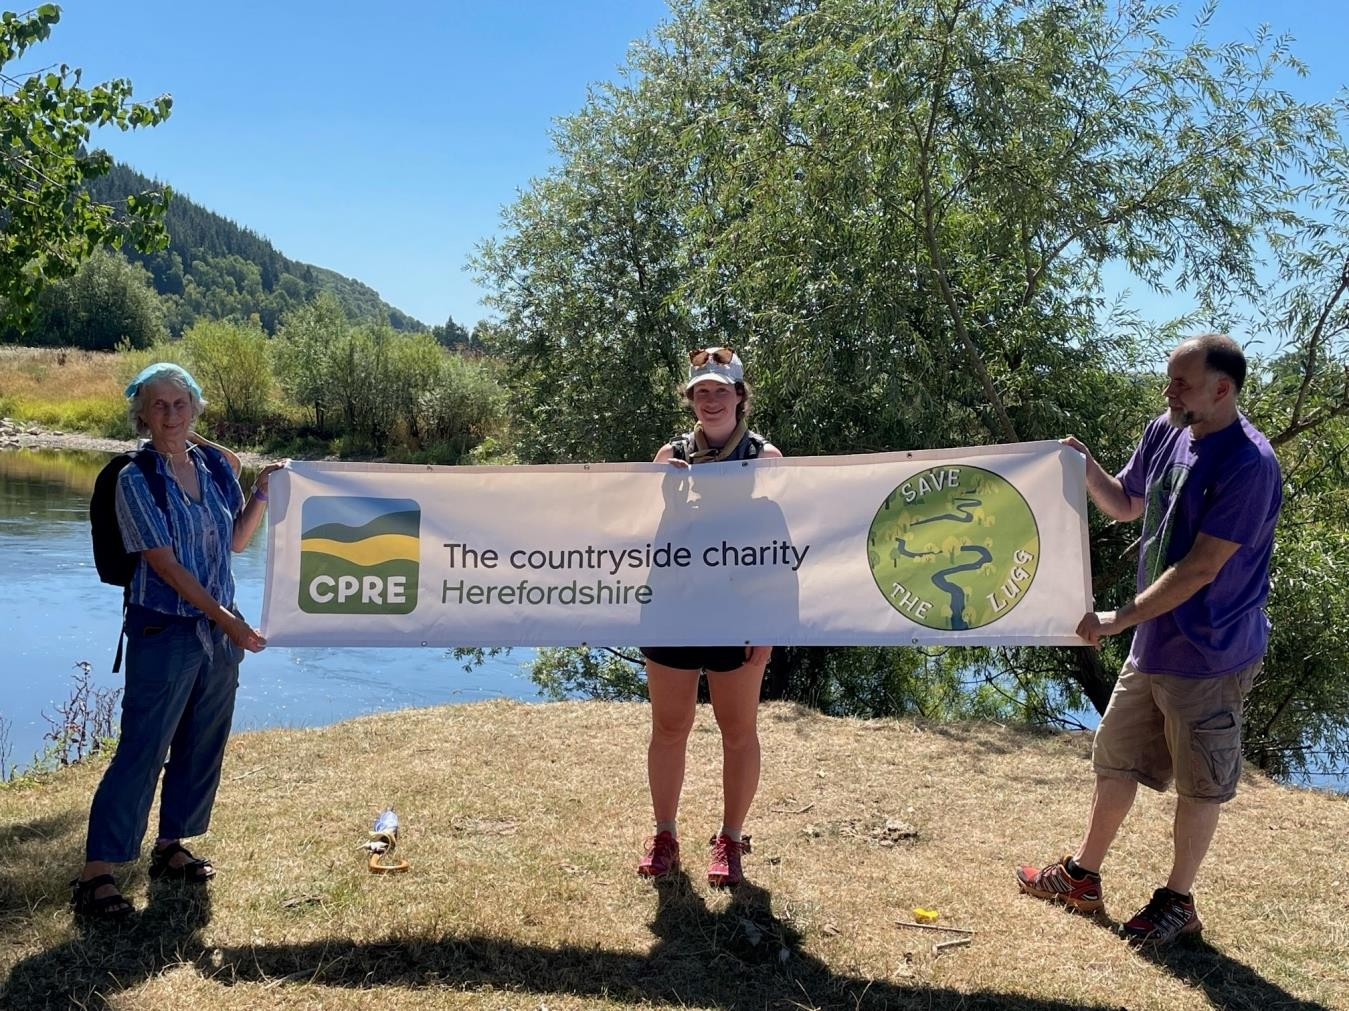 CPRE
The countryside charity
Herefordshire
SAVE
THE LUGG